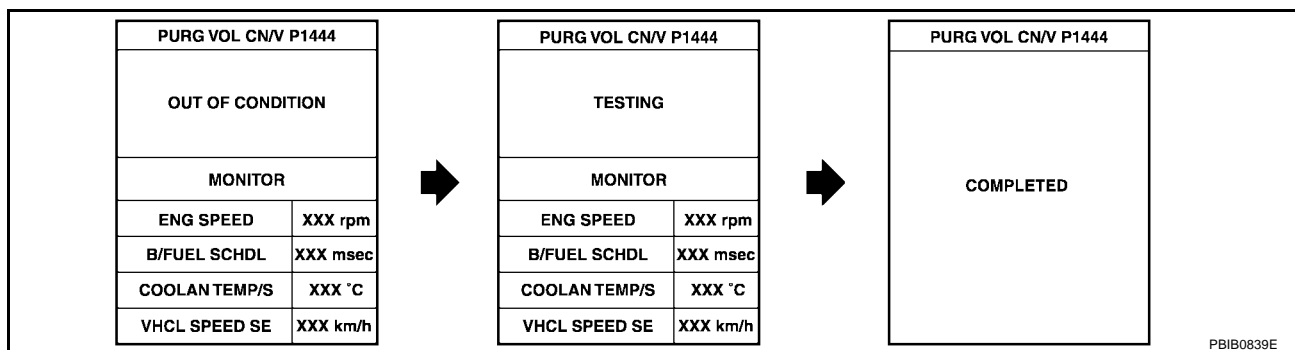 PURG VOL CN/V P1444
OUT OF CONDITION
MONITOR
ENG SPEED XXX rpm
B/FUEL SCHDL XXX msec
COOLAN TEMP/S XXX °C
VHCL SPEED SE XXX km/h
PURG VOL CN/V P1444
TESTING
MONITOR
ENG SPEED XXX rpm
B/FUEL SCHDL XXX msec
COOLAN TEMP/S XXX °C
VHCL SPEED SE XXX km/h
PURG VOL CN/V P1444
COMPLETED
PBIB0839E